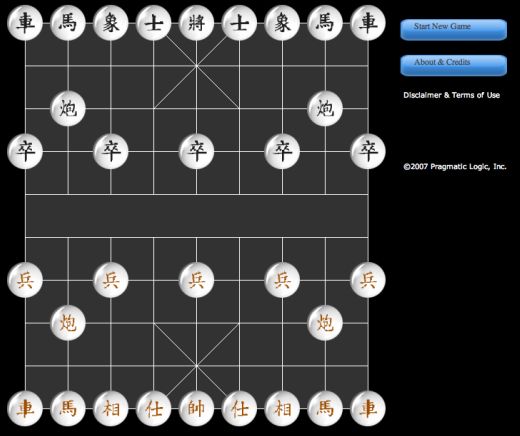 車馬象士將士象馬車
炮 炮
卒 卒 卒 卒 卒
兵 兵 兵 兵 兵
炮 炮
車馬相仕帥仕相馬車
Start New Game
About & Credits
Disclaimer & Terms of Use
©2007 Pragmatic Logic, Inc.